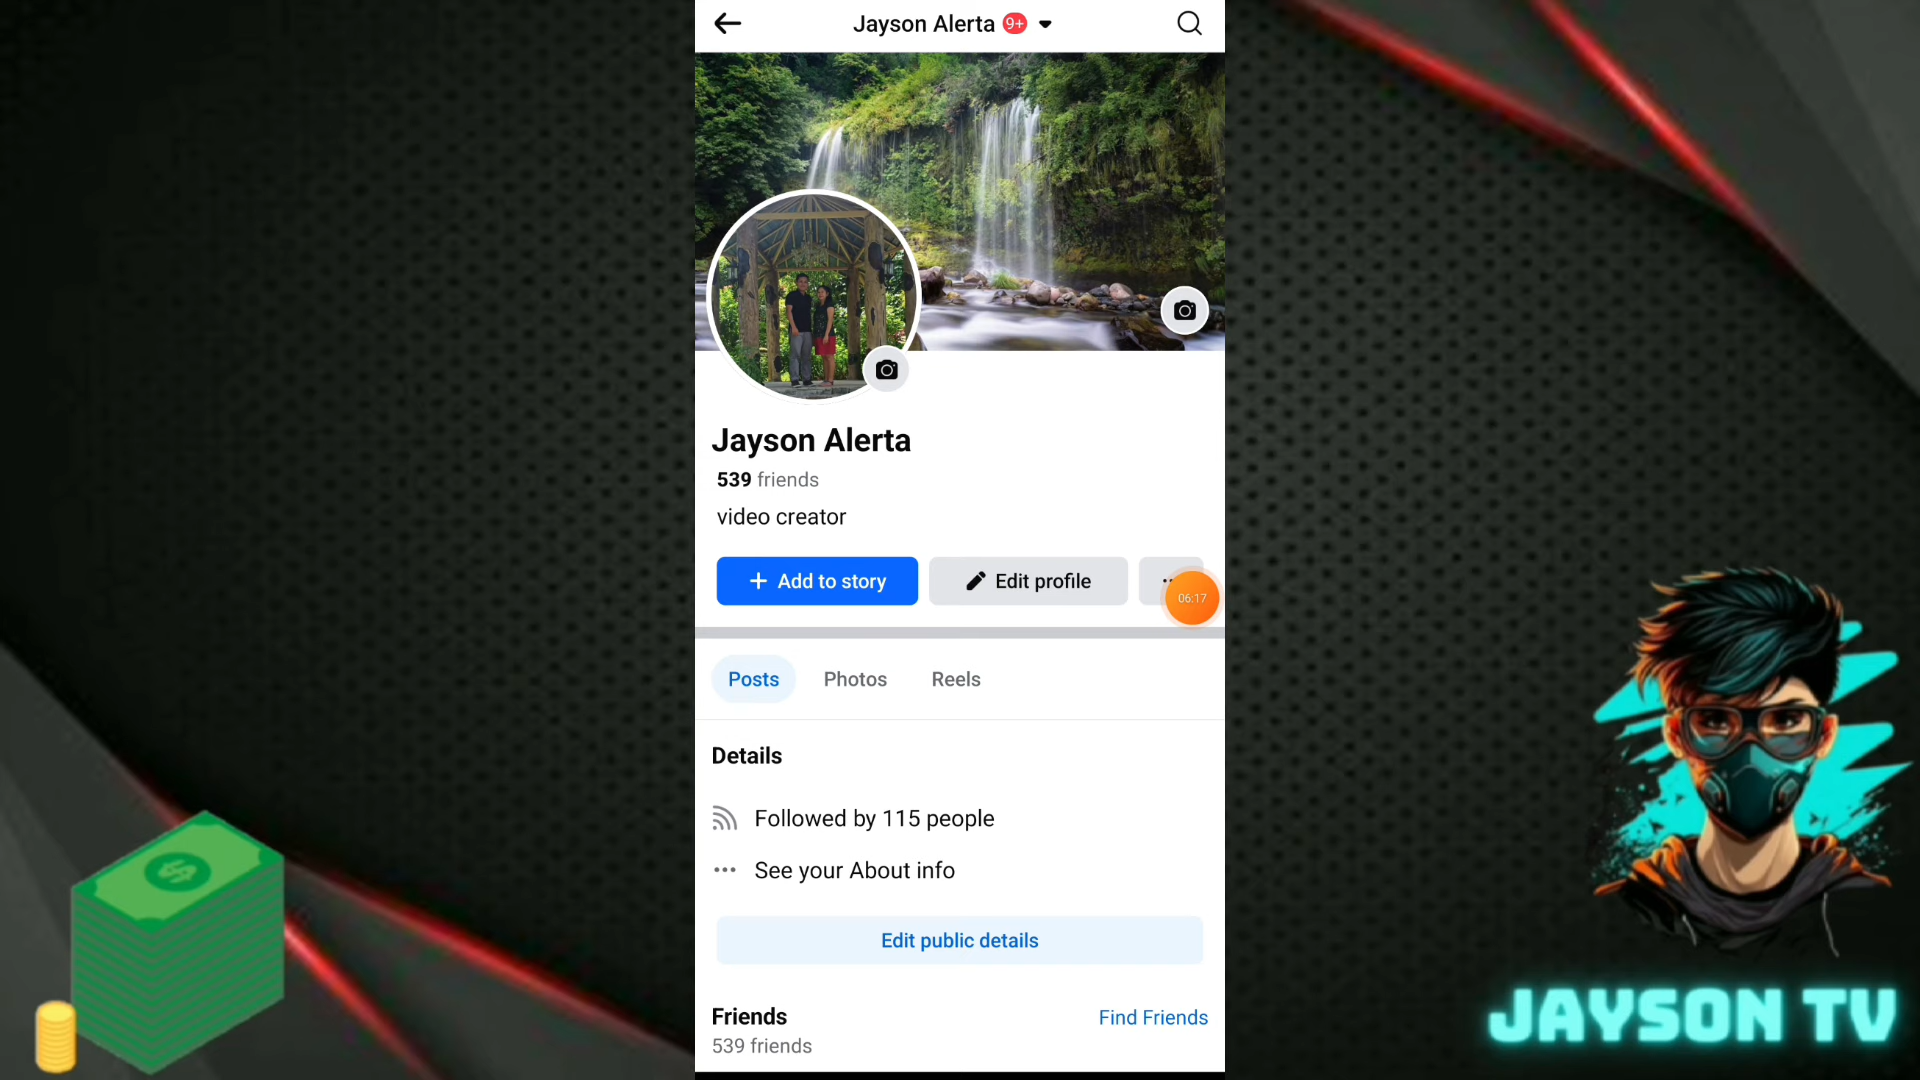 Jayson Alerta 9+
Jayson Alerta
539 friends
video creator
+ Add to story
Edit profile
06:17
Posts
Photos
Reels
Details
Followed by 115 people
See your About info
Edit public details
Friends
Find Friends
539 friends
$
JAYSON TV